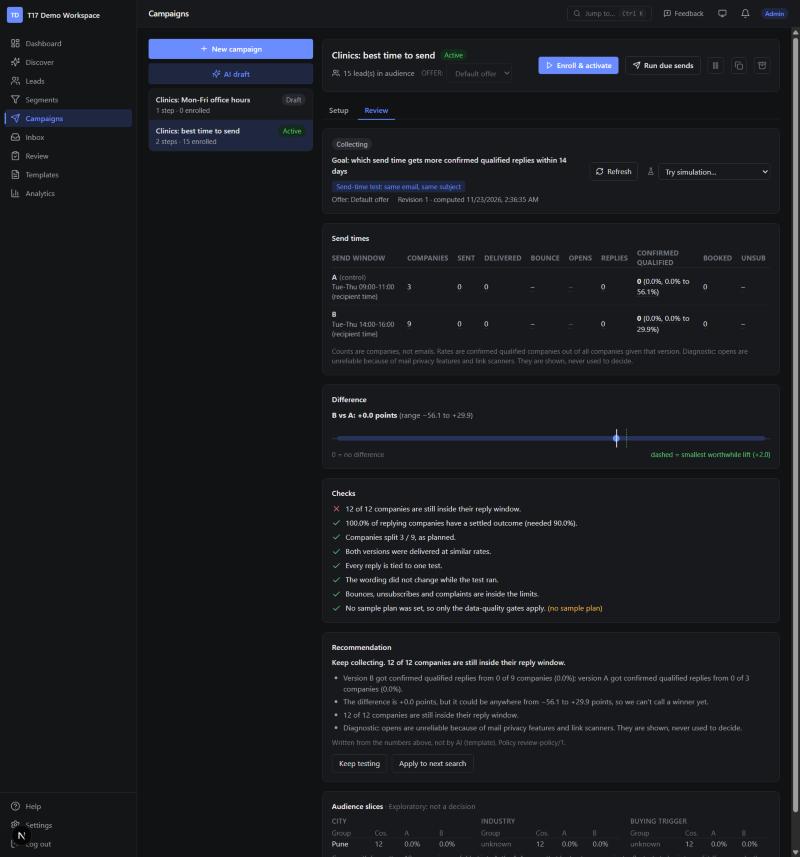 TD T17 Demo Workspace
Dashboard
Discover
Leads
Segments
Campaigns
Inbox
Review
Templates
Analytics
Help
Settings
N
Log out
Campaigns
Jump to... Ctrl K
Feedback
Admin
+ New campaign
AI draft
Clinics: Mon-Fri office hours Draft
1 step · 0 enrolled
Clinics: best time to send Active
2 steps · 15 enrolled
Clinics: best time to send Active
15 lead(s) in audience OFFER: Default offer
Enroll & activate
Run due sends
Setup Review
Collecting
Goal: which send time gets more confirmed qualified replies within 14
days
Send-time test: same email, same subject
Offer: Default offer Revision 1 · computed 11/23/2026, 2:36:35 AM
Refresh
Try simulation...
Send times
SEND WINDOW COMPANIES SENT DELIVERED BOUNCE OPENS REPLIES CONFIRMED QUALIFIED BOOKED UNSUB
A (control)
Tue-Thu 09:00-11:00
(recipient time)
3 0 0 – – 0 0 (0.0%, 0.0% to 56.1%) 0 –
B
Tue-Thu 14:00-16:00
(recipient time)
9 0 0 – – 0 0 (0.0%, 0.0% to 29.9%) 0 –
Counts are companies, not emails. Rates are confirmed qualified companies out of all companies given that version. Diagnostic: opens are
unreliable because of mail privacy features and link scanners. They are shown, never used to decide.
Difference
B vs A: +0.0 points (range −56.1 to +29.9)
0 = no difference
dashed = smallest worthwhile lift (+2.0)
Checks
12 of 12 companies are still inside their reply window.
100.0% of replying companies have a settled outcome (needed 90.0%).
Companies split 3 / 9, as planned.
Both versions were delivered at similar rates.
Every reply is tied to one test.
The wording did not change while the test ran.
Bounces, unsubscribes and complaints are inside the limits.
No sample plan was set, so only the data-quality gates apply. (no sample plan)
Recommendation
Keep collecting. 12 of 12 companies are still inside their reply window.
• Version B got confirmed qualified replies from 0 of 9 companies (0.0%); version A got confirmed qualified replies from 0 of 3
companies (0.0%).
• The difference is +0.0 points, but it could be anywhere from −56.1 to +29.9 points, so we can't call a winner yet.
• 12 of 12 companies are still inside their reply window.
• Diagnostic: opens are unreliable because of mail privacy features and link scanners. They are shown, never used to decide.
Written from the numbers above, not by AI (template). Policy review-policy/1.
Keep testing
Apply to next search
Audience slices · Exploratory: not a decision
CITY INDUSTRY BUYING TRIGGER
Group Cos. A B Group Cos. A B Group Cos. A B
Pune 12 0.0% 0.0% unknown 12 0.0% 0.0% unknown 12 0.0% 0.0%